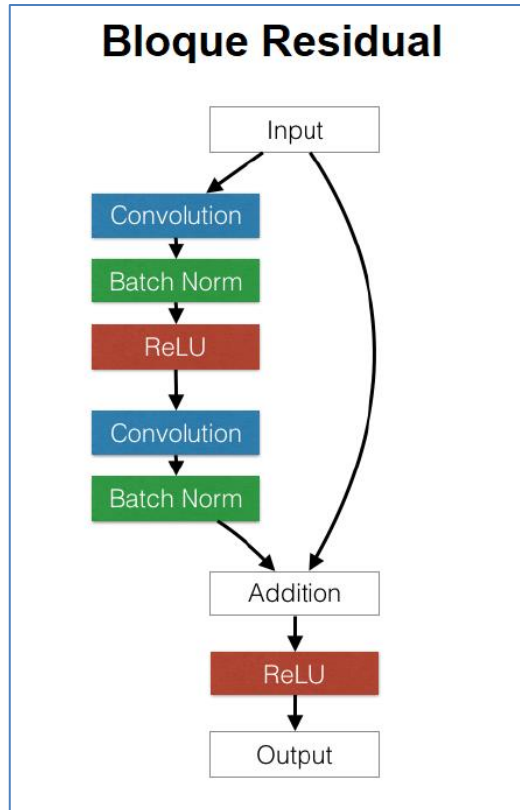 Bloque Residual
Input
Convolution
Batch Norm
ReLU
Convolution
Batch Norm
Addition
ReLU
Output